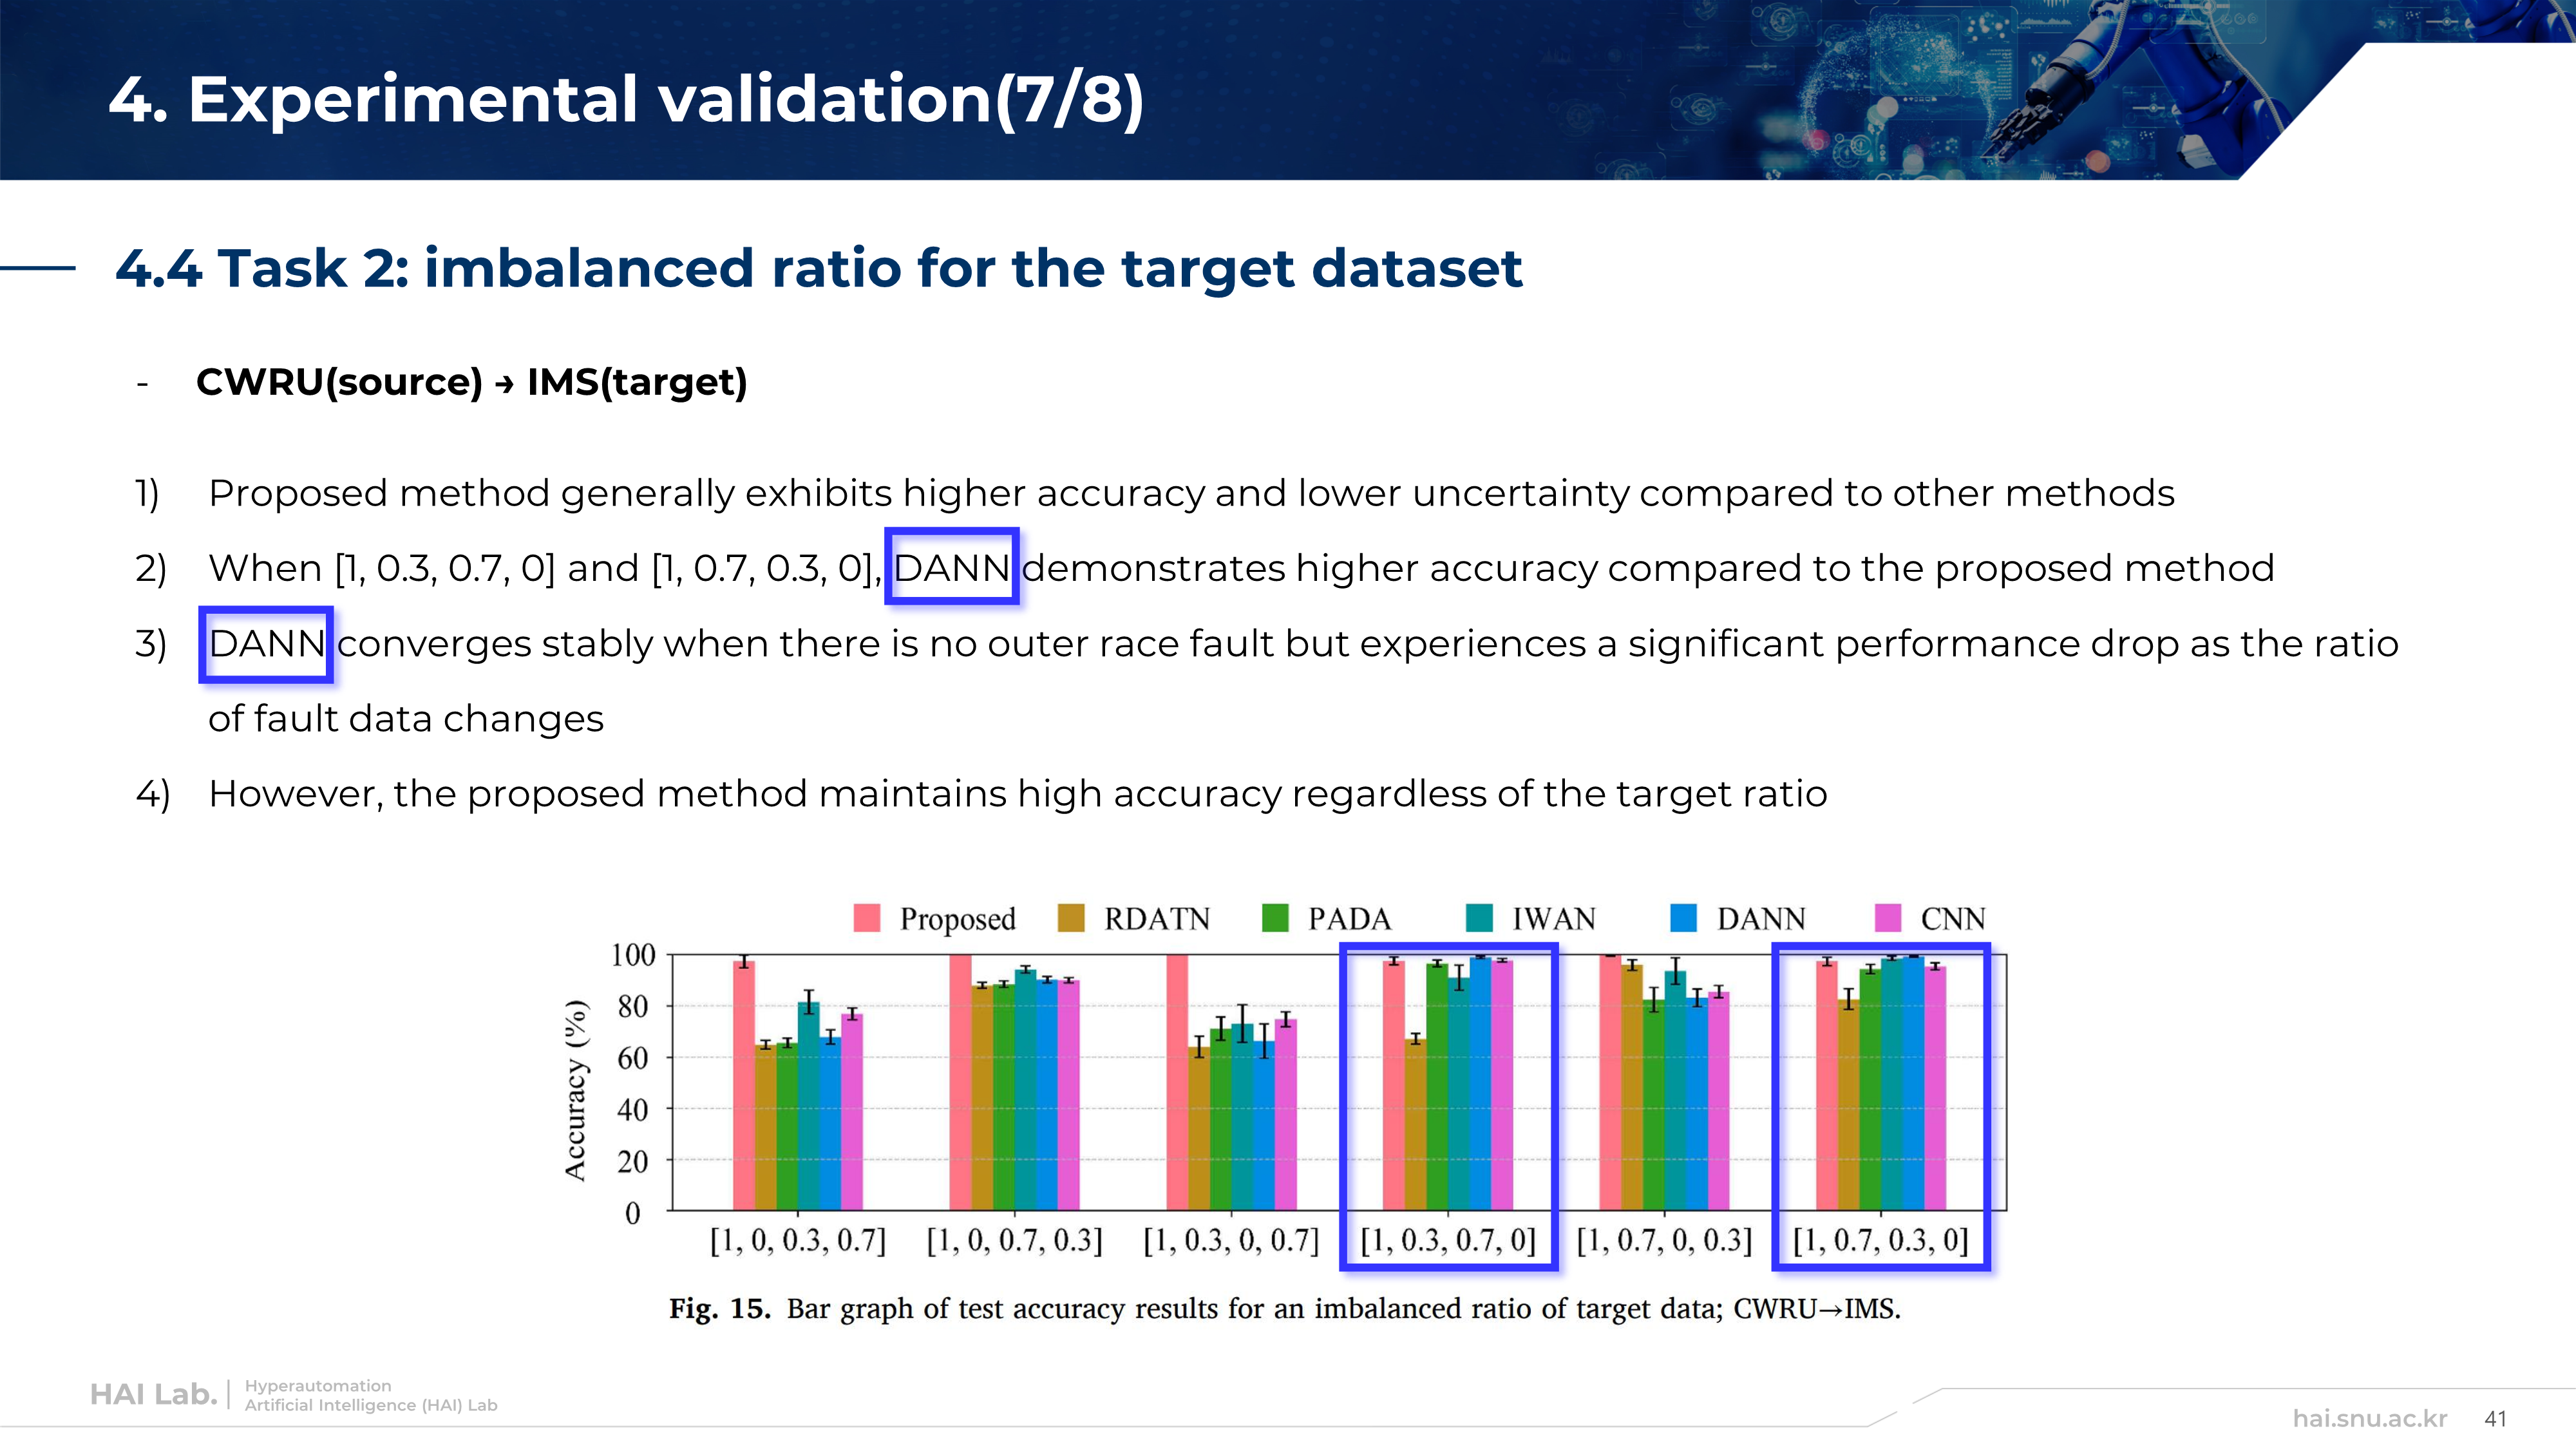 4. Experimental validation(7/8)
4.4 Task 2: imbalanced ratio for the target dataset
- CWRU(source) → IMS(target)
1) Proposed method generally exhibits higher accuracy and lower uncertainty compared to other methods
2) When [1, 0.3, 0.7, 0] and [1, 0.7, 0.3, 0], DANN demonstrates higher accuracy compared to the proposed method
3) DANN converges stably when there is no outer race fault but experiences a significant performance drop as the ratio
of fault data changes
4) However, the proposed method maintains high accuracy regardless of the target ratio
Proposed RDATN PADA IWAN DANN CNN
Accuracy (%)
100
80
60
40
20
0
[1, 0, 0.3, 0.7] [1, 0, 0.7, 0.3] [1, 0.3, 0, 0.7] [1, 0.3, 0.7, 0] [1, 0.7, 0, 0.3] [1, 0.7, 0.3, 0]
Fig. 15. Bar graph of test accuracy results for an imbalanced ratio of target data; CWRU→IMS.
HAI Lab.
Hyperautomation
Artificial Intelligence (HAI) Lab
hai.snu.ac.kr 41